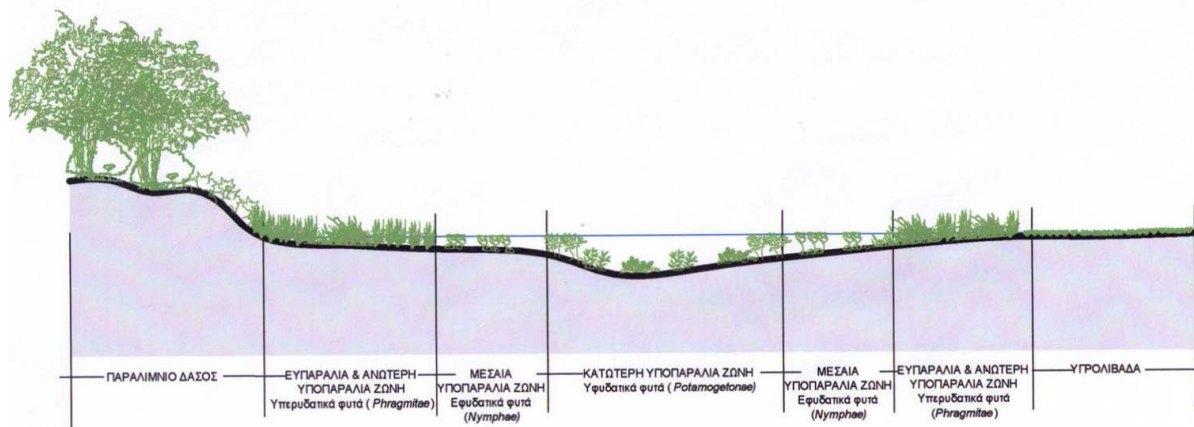 ΠΑΡΑΛΙΜΝΙΟ ΔΑΣΟΣ
ΕΥΠΑΡΑΛΙΑ & ΑΝΩΤΕΡΗ
ΥΠΟΠΑΡΑΛΙΑ ΖΩΝΗ
Υπερυδατικά φυτά ( Phragmitae)
ΜΕΣΑΙΑ
ΥΠΟΠΑΡΑΛΙΑ ΖΩΝΗ
Εφυδατικά φυτά
(Nymphae)
ΚΑΤΩΤΕΡΗ ΥΠΟΠΑΡΑΛΙΑ ΖΩΝΗ
Υφυδατικά φυτά (Potamogetonae)
ΜΕΣΑΙΑ
ΥΠΟΠΑΡΑΛΙΑ ΖΩΝΗ
Εφυδατικά φυτά
(Nymphae)
ΕΥΠΑΡΑΛΙΑ & ΑΝΩΤΕΡΗ
ΥΠΟΠΑΡΑΛΙΑ ΖΩΝΗ
Υπερυδατικά φυτά
(Phragmitae)
ΥΓΡΟΛΙΒΑΔΑ